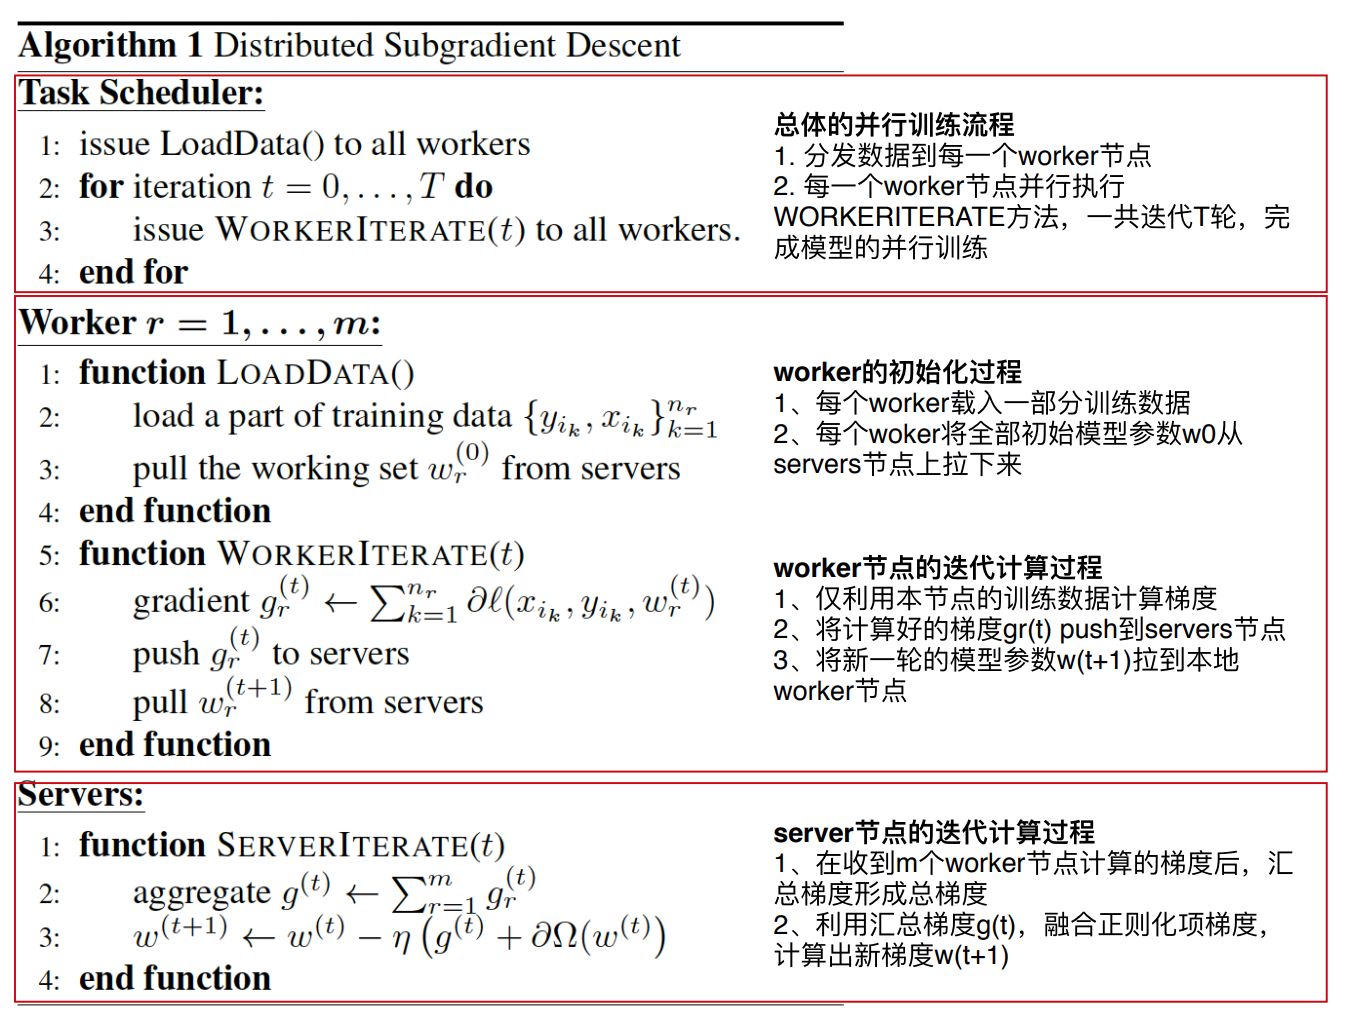 Algorithm 1 Distributed Subgradient Descent
Task Scheduler:
1: issue LoadData() to all workers
2: for iteration t = 0, . . . , T do
3: issue WORKERITERATE(t) to all workers.
4: end for
总体的并行训练流程
1. 分发数据到每一个worker节点
2. 每一个worker节点并行执行
WORKERITERATE方法，一共迭代T轮，完
成模型的并行训练
Worker r = 1, . . . , m:
1: function LOADDATA()
2: load a part of training data {y_{i_k}, x_{i_k}}_{k=1}^{n_r}
3: pull the working set w_r^{(0)} from servers
4: end function
5: function WORKERITERATE(t)
6: gradient g_r^{(t)} ← ∑_{k=1}^{n_r} ∂ℓ(x_{i_k}, y_{i_k}, w_r^{(t)})
7: push g_r^{(t)} to servers
8: pull w_r^{(t+1)} from servers
9: end function
worker的初始化过程
1、每个worker载入一部分训练数据
2、每个woker将全部初始模型参数w0从
servers节点上拉下来
worker节点的迭代计算过程
1、仅利用本节点的训练数据计算梯度
2、将计算好的梯度gr(t) push到servers节点
3、将新一轮的模型参数w(t+1)拉到本地
worker节点
Servers:
1: function SERVERITERATE(t)
2: aggregate g^{(t)} ← ∑_{r=1}^{m} g_r^{(t)}
3: w^{(t+1)} ← w^{(t)} − η (g^{(t)} + ∂Ω(w^{(t)})
4: end function
server节点的迭代计算过程
1、在收到m个worker节点计算的梯度后，汇
总梯度形成总梯度
2、利用汇总梯度g(t)，融合正则化项梯度，
计算出新梯度w(t+1)